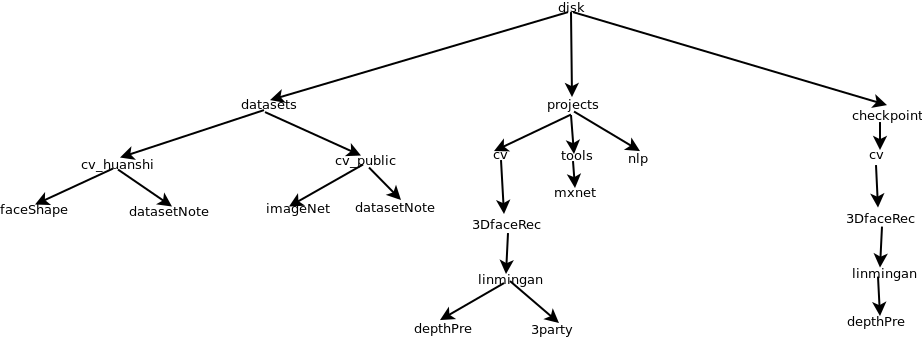 disk
datasets
projects
checkpoint
cv_huanshi
cv_public
cv
tools
nlp
cv
faceShape
datasetNote
imageNet
datasetNote
mxnet
3DfaceRec
3DfaceRec
linmingan
linmingan
depthPre
3party
depthPre